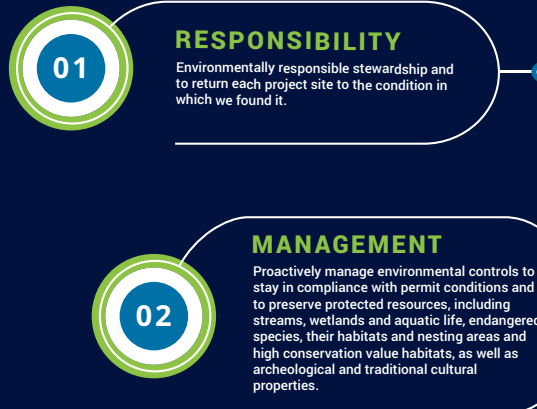 01
RESPONSIBILITY
Environmentally responsible stewardship and
to return each project site to the condition in
which we found it.
02
MANAGEMENT
Proactively manage environmental controls to
stay in compliance with permit conditions and
to preserve protected resources, including
streams, wetlands and aquatic life, endangered
species, their habitats and nesting areas and
high conservation value habitats, as well as
archeological and traditional cultural
properties.